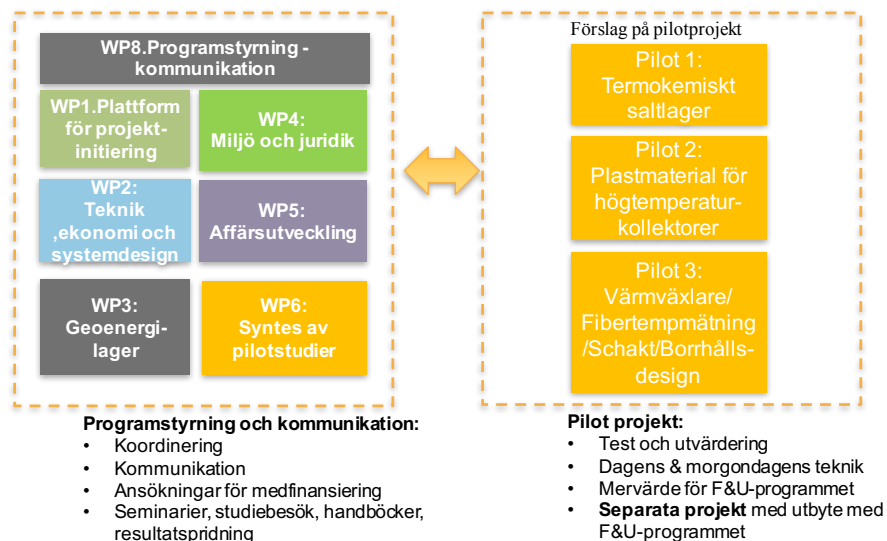 WP8.Programstyrning -
kommunikation
WP1.Plattform
för projekt-
initiering
WP4:
Miljö och juridik
WP2:
Teknik
,ekonomi och
systemdesign
WP5:
Affärsutveckling
WP3:
Geoenergi-
lager
WP6:
Syntes av
pilotstudier
Programstyrning och kommunikation:
• Koordinering
• Kommunikation
• Ansökningar för medfinansiering
• Seminarier, studiebesök, handböcker,
resultatspridning
Förslag på pilotprojekt
Pilot 1:
Termokemiskt
saltlager
Pilot 2:
Plastmaterial för
högtemperatur-
kollektorer
Pilot 3:
Värmväxlare/
Fibertempmätning
/Schakt/Borrhålls-
design
Pilot projekt:
• Test och utvärdering
• Dagens & morgondagens teknik
• Mervärde för F&U-programmet
• Separata projekt med utbyte med
F&U-programmet